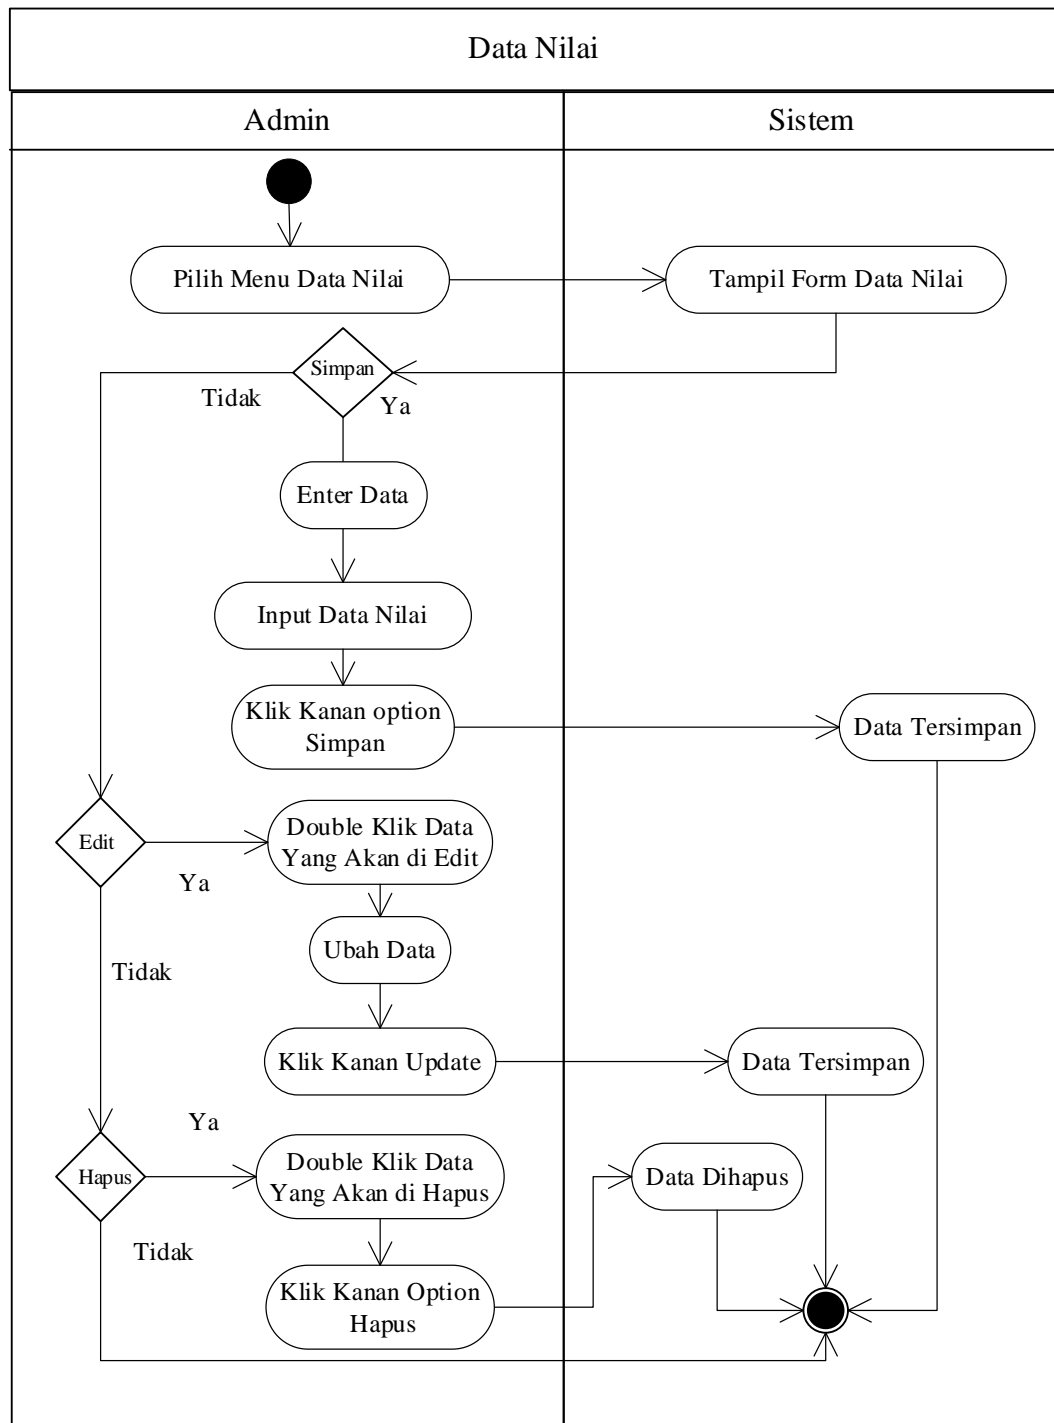 Data Nilai
Admin
Sistem
Pilih Menu Data Nilai
Tampil Form Data Nilai
Simpan
Tidak
Ya
Enter Data
Input Data Nilai
Klik Kanan option
Simpan
Data Tersimpan
Edit
Ya
Double Klik Data
Yang Akan di Edit
Ubah Data
Tidak
Klik Kanan Update
Data Tersimpan
Ya
Hapus
Double Klik Data
Yang Akan di Hapus
Data Dihapus
Tidak
Klik Kanan Option
Hapus